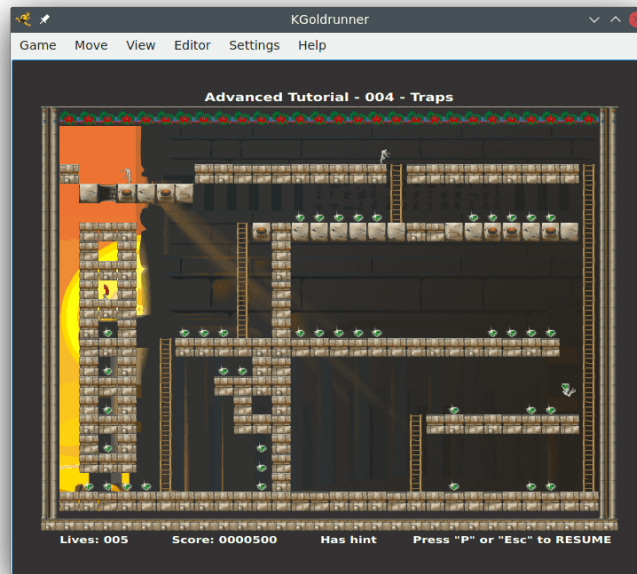 KGoldrunner
Game Move View Editor Settings Help
Advanced Tutorial - 004 - Traps
Lives: 005 Score: 0000500 Has hint Press "P" or "Esc" to RESUME